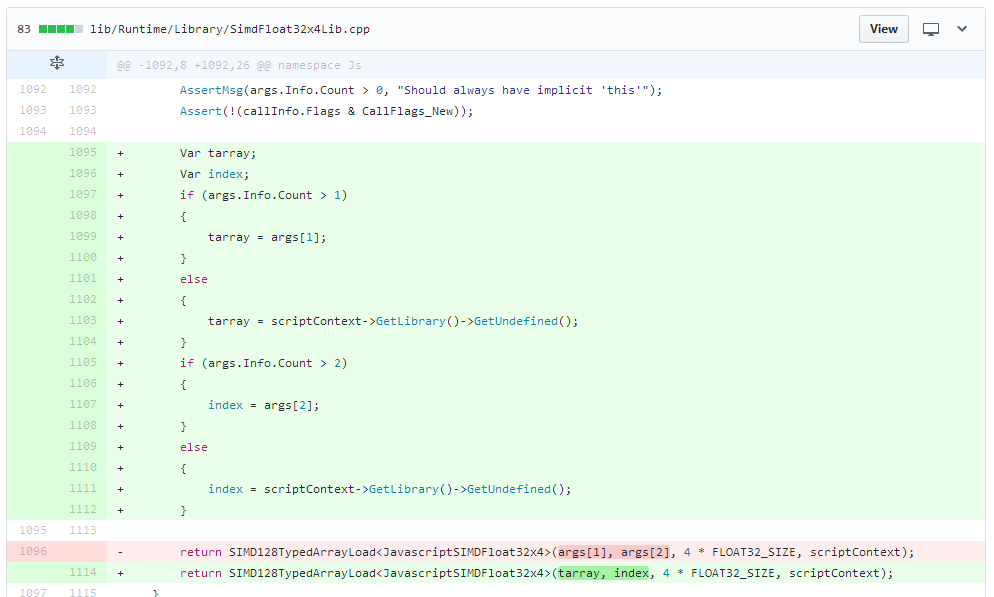 83 lib/Runtime/Library/SimdFloat32x4Lib.cpp View
@@ -1092,8 +1092,26 @@ namespace Js
1092 1092 AssertMsg(args.Info.Count > 0, "Should always have implicit 'this'");
1093 1093 Assert(!(callInfo.Flags & CallFlags_New));
1094 1094
1095 + Var tarray;
1096 + Var index;
1097 + if (args.Info.Count > 1)
1098 + {
1099 + tarray = args[1];
1100 + }
1101 + else
1102 + {
1103 + tarray = scriptContext->GetLibrary()->GetUndefined();
1104 + }
1105 + if (args.Info.Count > 2)
1106 + {
1107 + index = args[2];
1108 + }
1109 + else
1110 + {
1111 + index = scriptContext->GetLibrary()->GetUndefined();
1112 + }
1095 1113
1096 - return SIMD128TypedArrayLoad<JavascriptSIMDFloat32x4>(args[1], args[2], 4 * FLOAT32_SIZE, scriptContext);
1114 + return SIMD128TypedArrayLoad<JavascriptSIMDFloat32x4>(tarray, index, 4 * FLOAT32_SIZE, scriptContext);
1097 1115 }